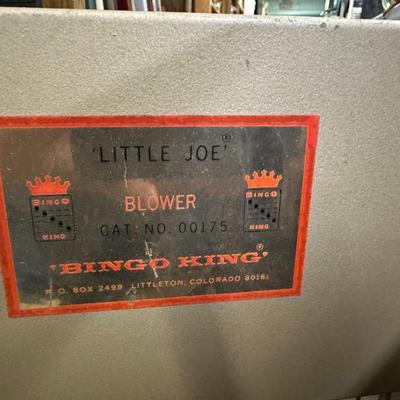 'LITTLE JOE'®
BINGO KING
BLOWER
BINGO KING
CAT. NO. 00175
'BINGO KING'®
P.O. BOX 2499 LITTLETON, COLORADO 80161